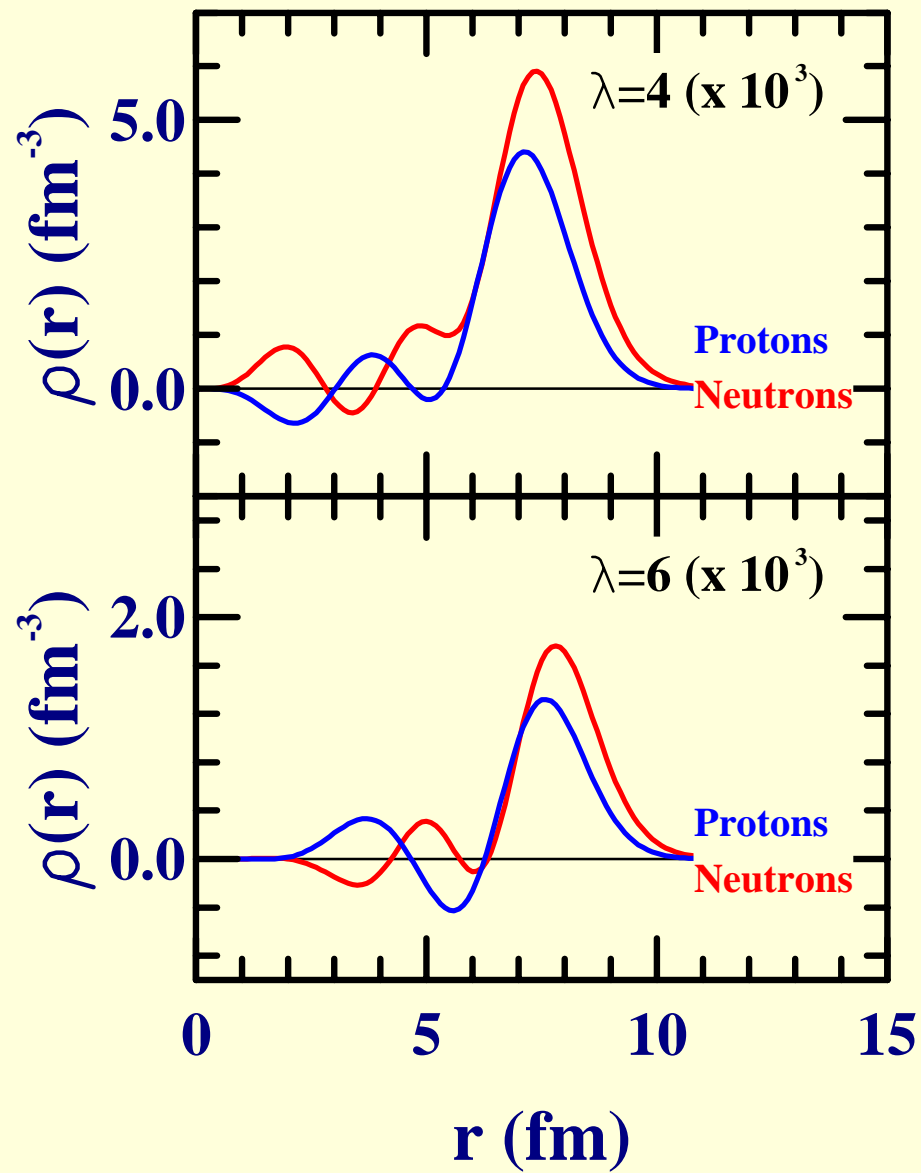 λ=4 (x 10³)
5.0
ρ(r) (fm⁻³)
Protons
0.0
Neutrons
λ=6 (x 10³)
2.0
ρ(r) (fm⁻³)
Protons
0.0
Neutrons
0 5 10 15
r (fm)